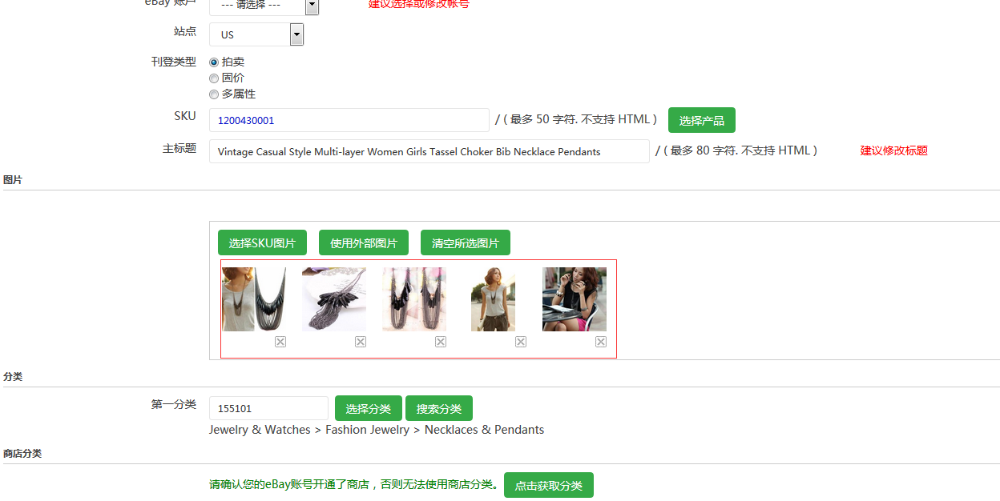 eBay 账户 --- 请选择 --- 建议选择或修改帐号
站点 US
刊登类型 拍卖
固价
多属性
SKU 1200430001 / ( 最多 50 字符. 不支持 HTML ) 选择产品
主标题 Vintage Casual Style Multi-layer Women Girls Tassel Choker Bib Necklace Pendants / ( 最多 80 字符. 不支持 HTML ) 建议修改标题
图片
选择SKU图片 使用外部图片 清空所选图片
分类
第一分类 155101 选择分类 搜索分类
Jewelry & Watches > Fashion Jewelry > Necklaces & Pendants
商店分类
请确认您的eBay账号开通了商店，否则无法使用商店分类。 点击获取分类